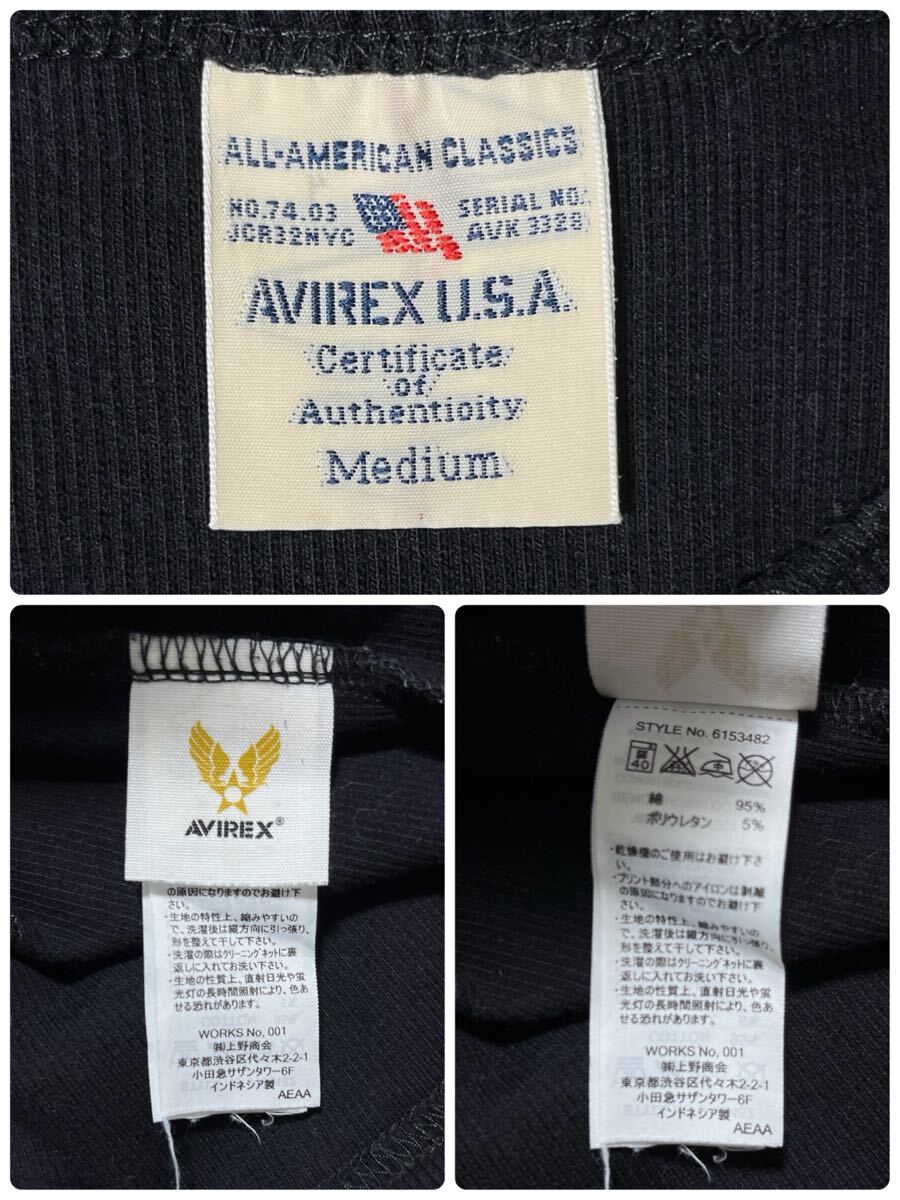 ALL-AMERICAN CLASSICS
NO.74.03 SERIAL NO:
JCR32NYC AVK 3328
AVIREX U.S.A.
Certificate
of
Authenticity
Medium
AVIREX®
の原因になりますのでお避け下
さい。
・生地の特性上、縮みやすいの
で、洗濯後は縦方向に引っ張り、
形を整えて干して下さい。
・洗濯の際はクリーニングネットに裏
返しに入れてお洗い下さい。
・生地の性質上、直射日光や蛍
光灯の長時間照射により、色あ
せる恐れがあります。
WORKS No, 001
㈱上野商会
東京都渋谷区代々木2-2-1
小田急サザンタワー6F
インドネシア製
AEAA
STYLE No. 6153482
弱
40
中
綿 95%
ポリウレタン 5%
・乾燥機のご使用はお避け下さ
い。
・プリント部分へのアイロンは剥離
の原因になりますのでお避け下
さい。
・生地の特性上、縮みやすいの
で、洗濯後は縦方向に引っ張り、
形を整えて干して下さい。
・洗濯の際はクリーニングネットに裏
返しに入れてお洗い下さい。
・生地の性質上、直射日光や蛍
光灯の長時間照射により、色あ
せる恐れがあります。
WORKS No, 001
㈱上野商会
東京都渋谷区代々木2-2-1
小田急サザンタワー6F
インドネシア製
AEAA